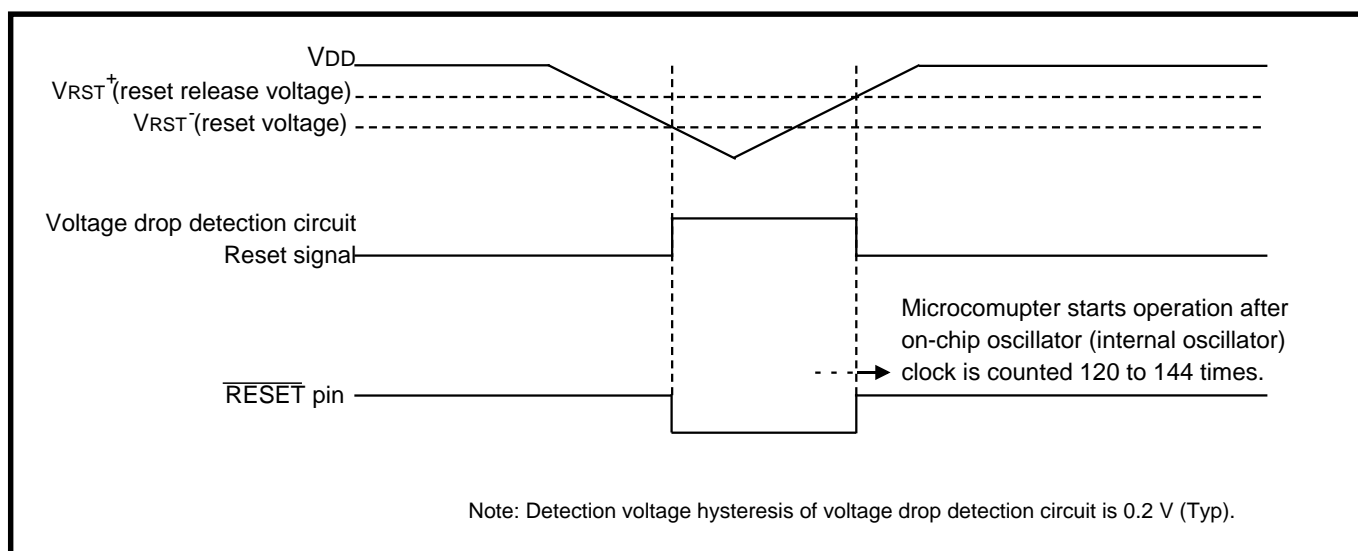 VDD
VRST+(reset release voltage)
VRST-(reset voltage)
Voltage drop detection circuit
Reset signal
Microcomupter starts operation after
on-chip oscillator (internal oscillator)
clock is counted 120 to 144 times.
RESET pin
Note: Detection voltage hysteresis of voltage drop detection circuit is 0.2 V (Typ).